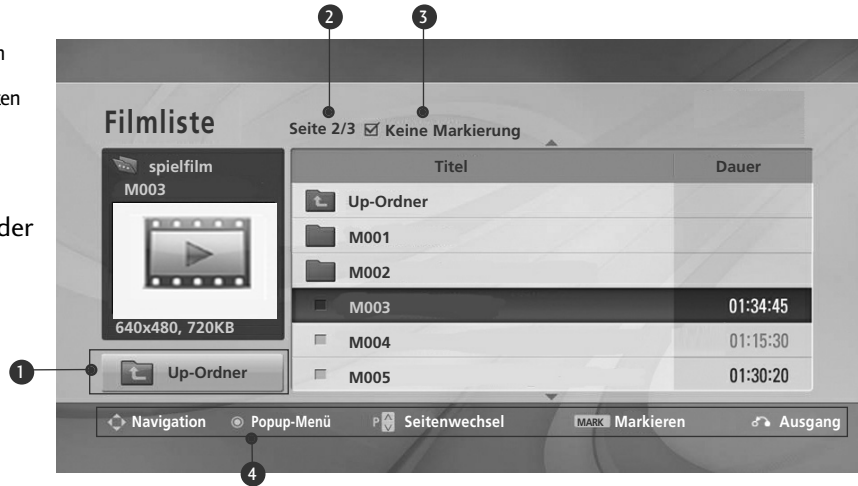 2 3
n
en
der
Filmliste
Seite 2/3 Keine Markierung
spielfilm
M003
640x480, 720KB
1 Up-Ordner
Titel Dauer
Up-Ordner
M001
M002
M003 01:34:45
M004 01:15:30
M005 01:30:20
Navigation Popup-Menü P Seitenwechsel MARK Markieren Ausgang
4